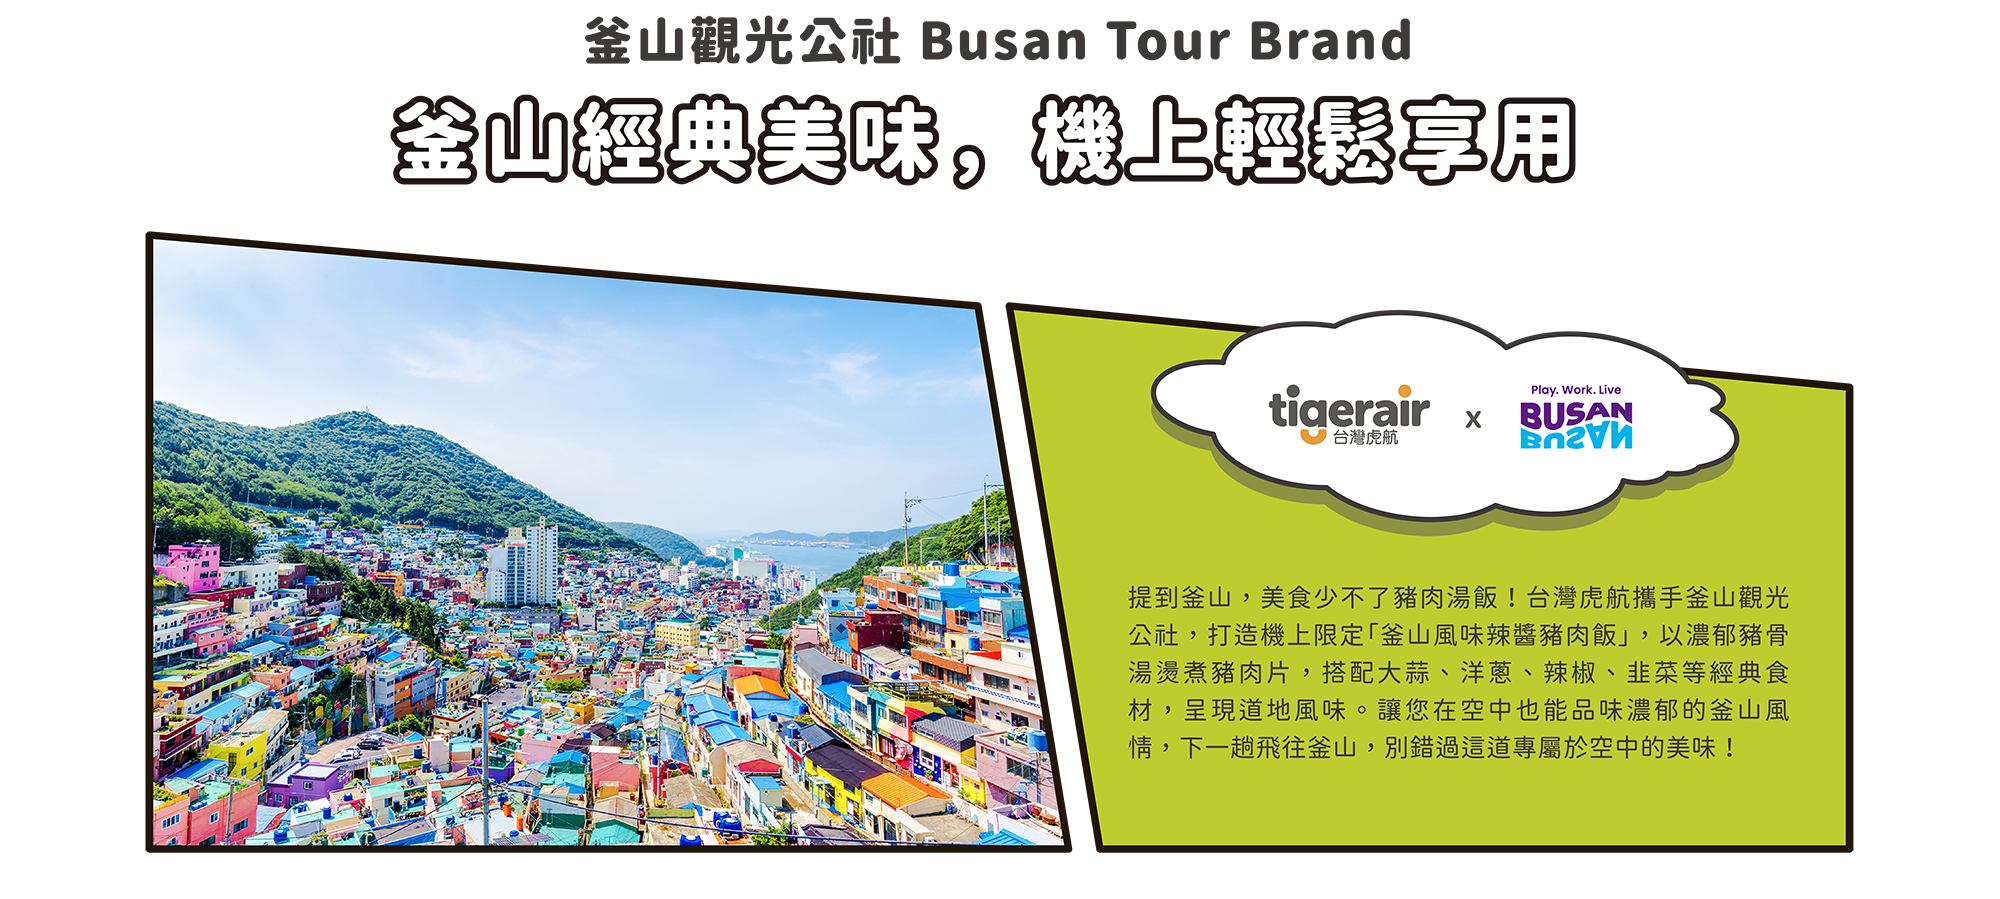 釜山觀光公社 Busan Tour Brand
釜山經典美味，機上輕鬆享用
tigerair
台灣虎航
x
Play. Work. Live
BUSAN
BUSAN
提到釜山，美食少不了豬肉湯飯！台灣虎航攜手釜山觀光
公社，打造機上限定「釜山風味辣醬豬肉飯」，以濃郁豬骨
湯燙煮豬肉片，搭配大蒜、洋蔥、辣椒、韭菜等經典食
材，呈現道地風味。讓您在空中也能品味濃郁的釜山風
情，下一趟飛往釜山，別錯過這道專屬於空中的美味！